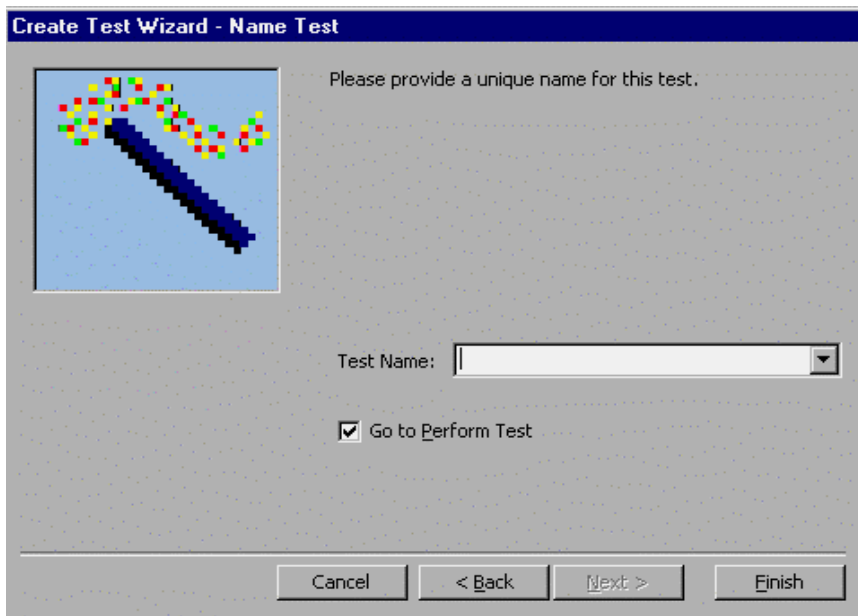 Create Test Wizard - Name Test
Please provide a unique name for this test.
Test Name:
Go to Perform Test
Cancel
< Back
Next >
Finish